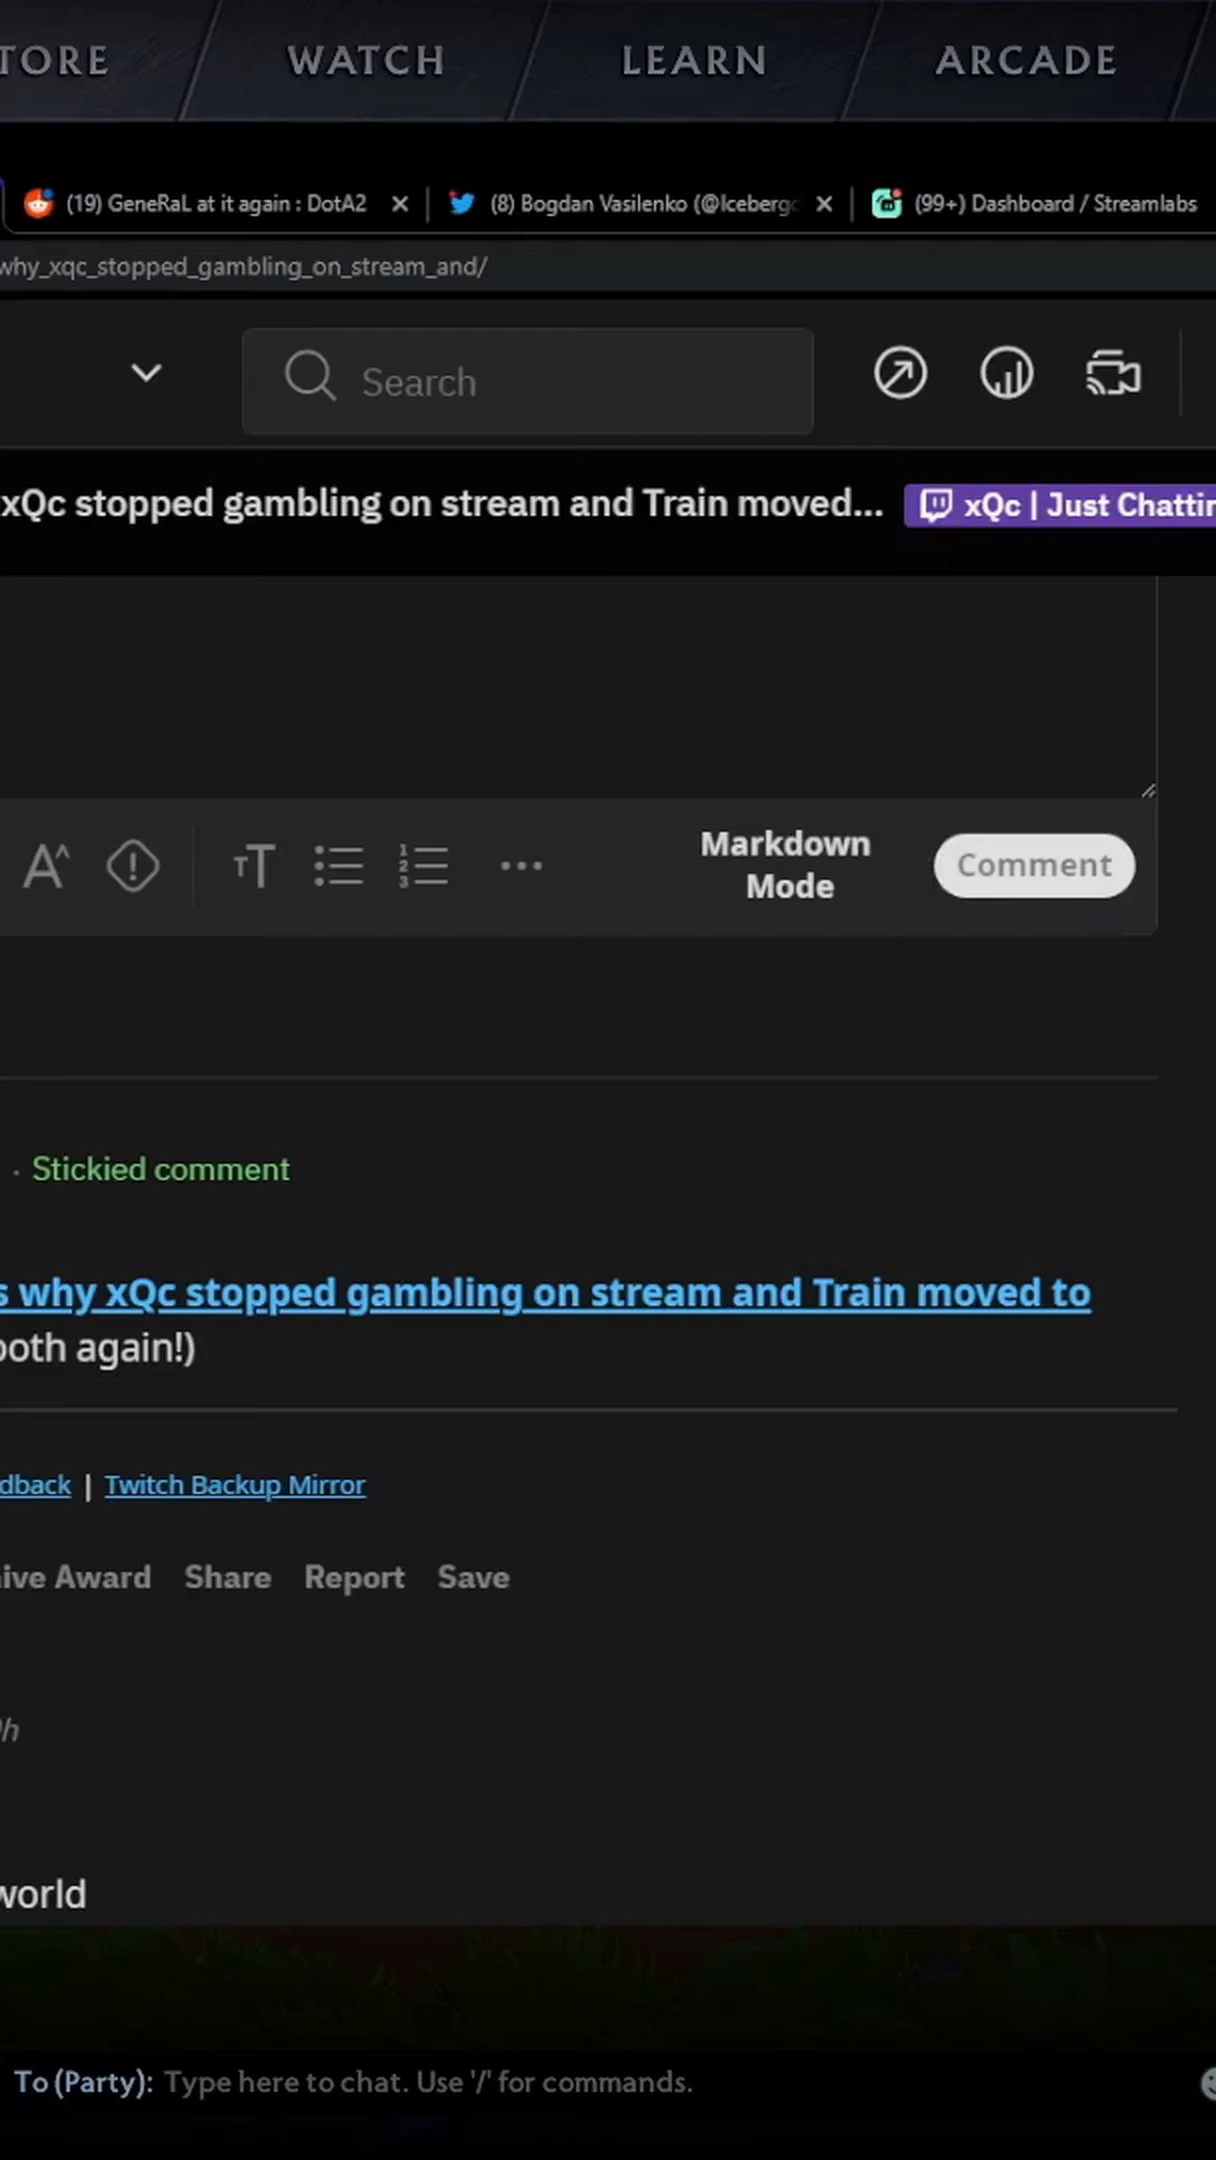 TORE WATCH LEARN ARCADE
(19) GeneRaL at it again : DotA2 (8) Bogdan Vasilenko (@Iceberg (99+) Dashboard / Streamlabs
why_xqc_stopped_gambling_on_stream_and/
Search
xQc stopped gambling on stream and Train moved... xQc | Just Chattin
Markdown
Mode
Comment
· Stickied comment
s why xQc stopped gambling on stream and Train moved to
ooth again!)
dback | Twitch Backup Mirror
ive Award Share Report Save
h
world
To (Party): Type here to chat. Use '/' for commands.